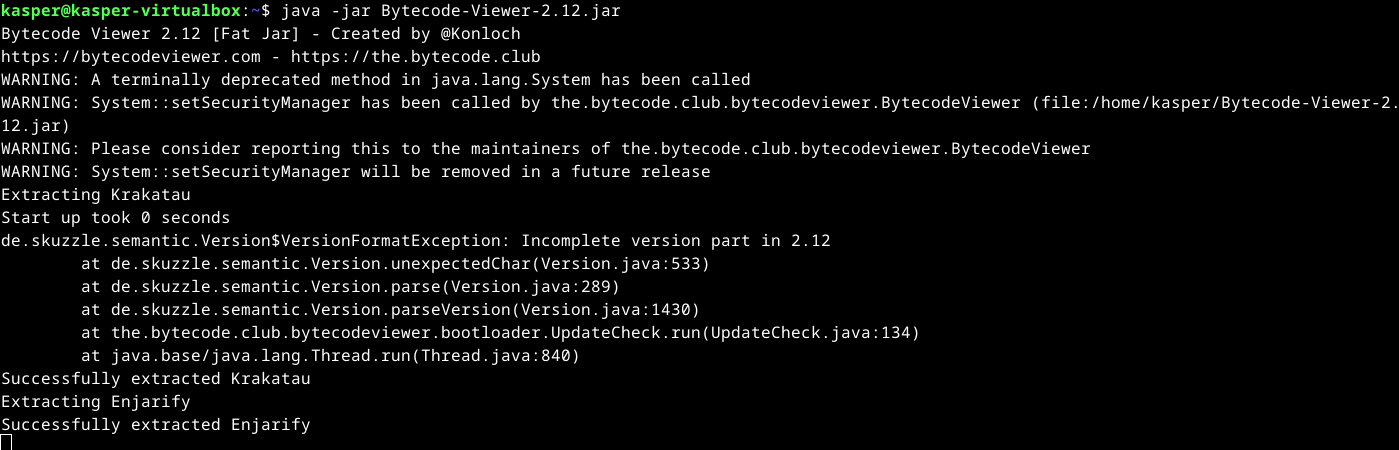 kasper@kasper-virtualbox:~$ java -jar Bytecode-Viewer-2.12.jar
Bytecode Viewer 2.12 [Fat Jar] - Created by @Konloch
https://bytecodeviewer.com - https://the.bytecode.club
WARNING: A terminally deprecated method in java.lang.System has been called
WARNING: System::setSecurityManager has been called by the.bytecode.club.bytecodeviewer.BytecodeViewer (file:/home/kasper/Bytecode-Viewer-2.
12.jar)
WARNING: Please consider reporting this to the maintainers of the.bytecode.club.bytecodeviewer.BytecodeViewer
WARNING: System::setSecurityManager will be removed in a future release
Extracting Krakatau
Start up took 0 seconds
de.skuzzle.semantic.Version$VersionFormatException: Incomplete version part in 2.12
        at de.skuzzle.semantic.Version.unexpectedChar(Version.java:533)
        at de.skuzzle.semantic.Version.parse(Version.java:289)
        at de.skuzzle.semantic.Version.parseVersion(Version.java:1430)
        at the.bytecode.club.bytecodeviewer.bootloader.UpdateCheck.run(UpdateCheck.java:134)
        at java.base/java.lang.Thread.run(Thread.java:840)
Successfully extracted Krakatau
Extracting Enjarify
Successfully extracted Enjarify